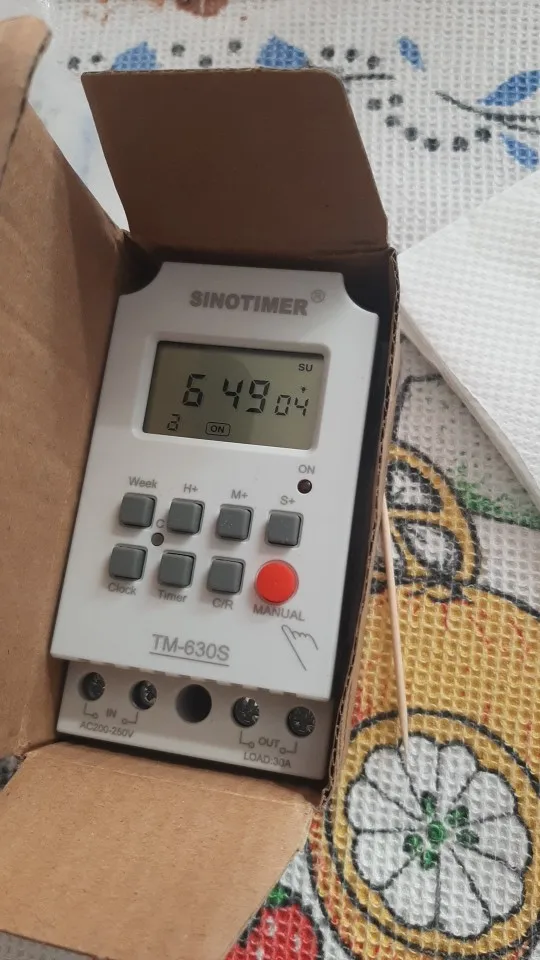 SINOTIMER®
SU
6 49 04
2 ON
ON
Week H+ M+ S+
C
Clock Timer C/R MANUAL
TM-630S
IN OUT
AC200-250V LOAD:30A